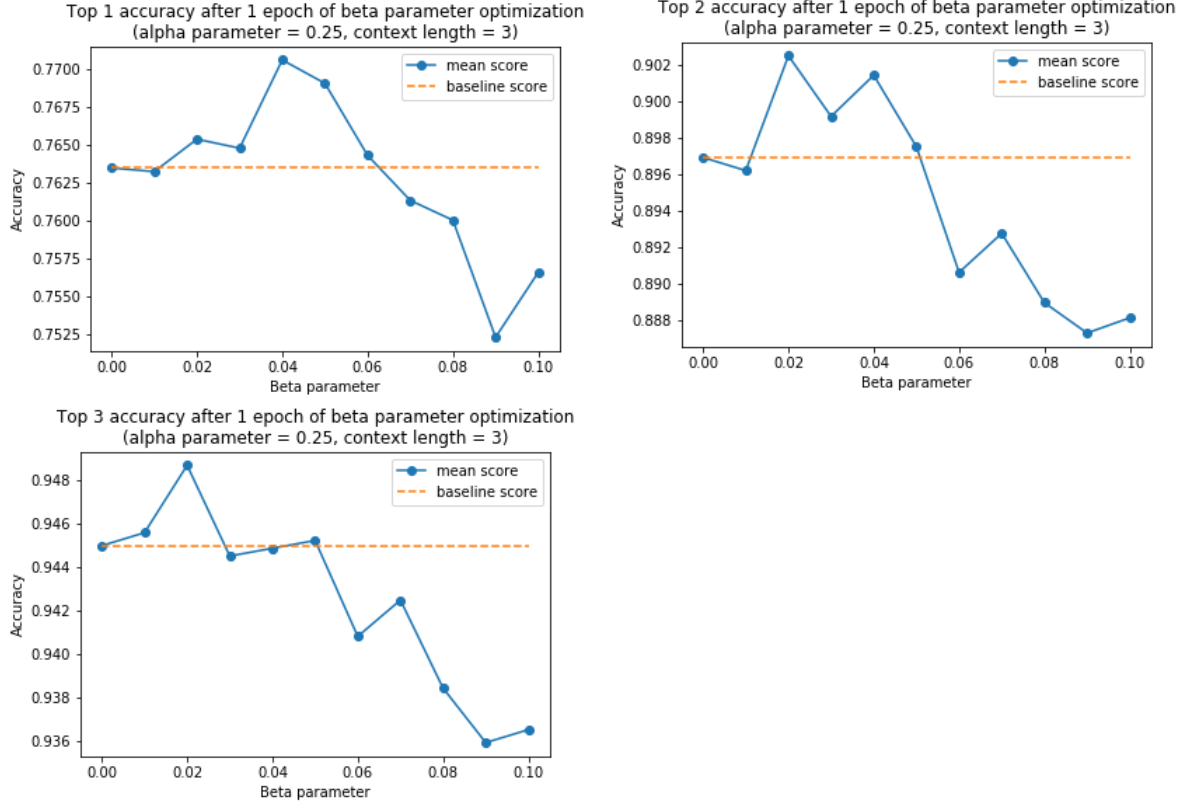 Top 1 accuracy after 1 epoch of beta parameter optimization
(alpha parameter = 0.25, context length = 3)
0.7700
0.7675
0.7650
0.7625
0.7600
0.7575
0.7550
0.7525
Accuracy
mean score
baseline score
0.00 0.02 0.04 0.06 0.08 0.10
Beta parameter
Top 2 accuracy after 1 epoch of beta parameter optimization
(alpha parameter = 0.25, context length = 3)
0.902
0.900
0.898
0.896
0.894
0.892
0.890
0.888
Accuracy
mean score
baseline score
0.00 0.02 0.04 0.06 0.08 0.10
Beta parameter
Top 3 accuracy after 1 epoch of beta parameter optimization
(alpha parameter = 0.25, context length = 3)
0.948
0.946
0.944
0.942
0.940
0.938
0.936
Accuracy
mean score
baseline score
0.00 0.02 0.04 0.06 0.08 0.10
Beta parameter